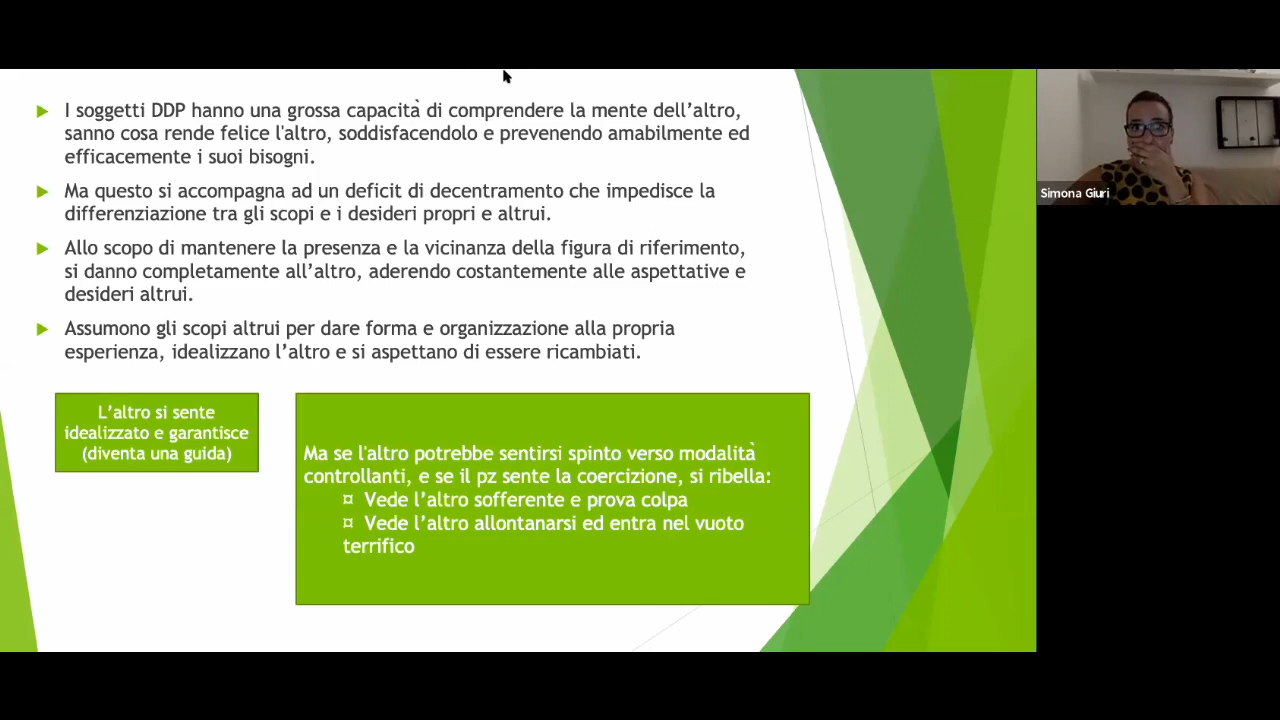 I soggetti DDP hanno una grossa capacità di comprendere la mente dell’altro,
sanno cosa rende felice l'altro, soddisfacendolo e prevenendo amabilmente ed
efficacemente i suoi bisogni.
Ma questo si accompagna ad un deficit di decentramento che impedisce la
differenziazione tra gli scopi e i desideri propri e altrui.
Allo scopo di mantenere la presenza e la vicinanza della figura di riferimento,
si danno completamente all’altro, aderendo costantemente alle aspettative e
desideri altrui.
Assumono gli scopi altrui per dare forma e organizzazione alla propria
esperienza, idealizzano l’altro e si aspettano di essere ricambiati.
L’altro si sente
idealizzato e garantisce
(diventa una guida)
Ma se l'altro potrebbe sentirsi spinto verso modalità
controllanti, e se il pz sente la coercizione, si ribella:
¤ Vede l’altro sofferente e prova colpa
¤ Vede l’altro allontanarsi ed entra nel vuoto
terrifico
Simona Giuri